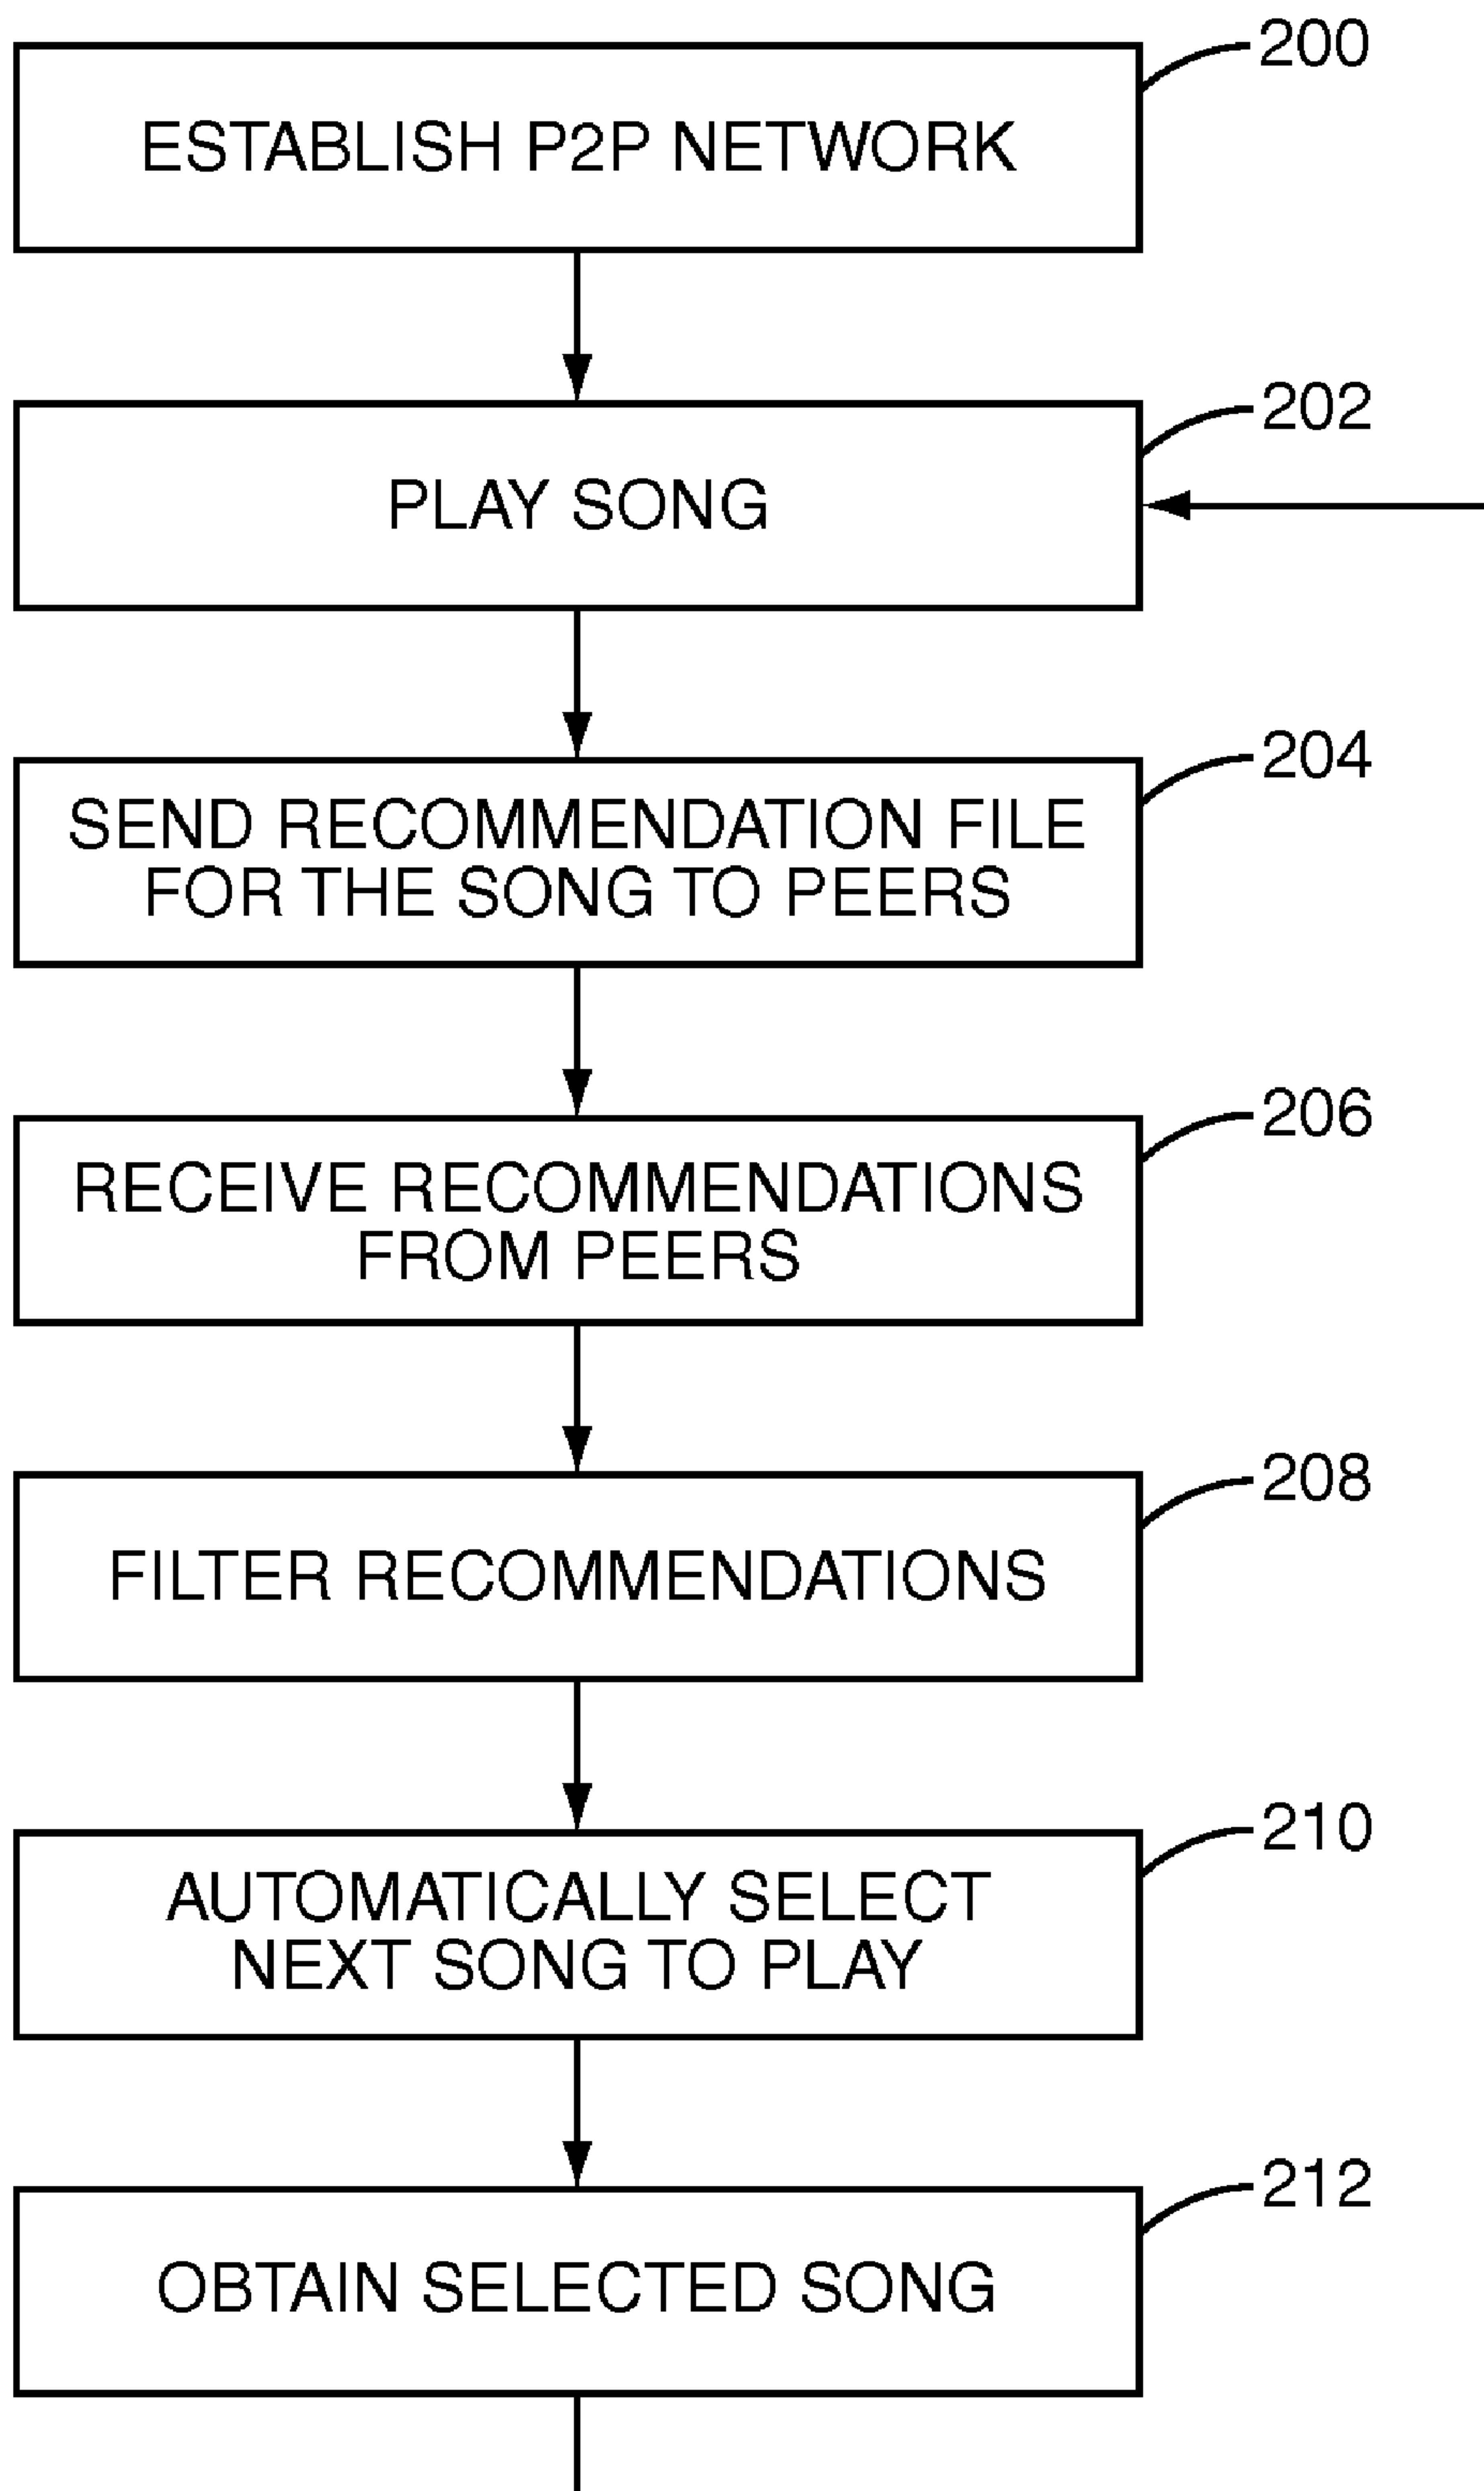 200
ESTABLISH P2P NETWORK
202
PLAY SONG
204
SEND RECOMMENDATION FILE
FOR THE SONG TO PEERS
206
RECEIVE RECOMMENDATIONS
FROM PEERS
208
FILTER RECOMMENDATIONS
210
AUTOMATICALLY SELECT
NEXT SONG TO PLAY
212
OBTAIN SELECTED SONG